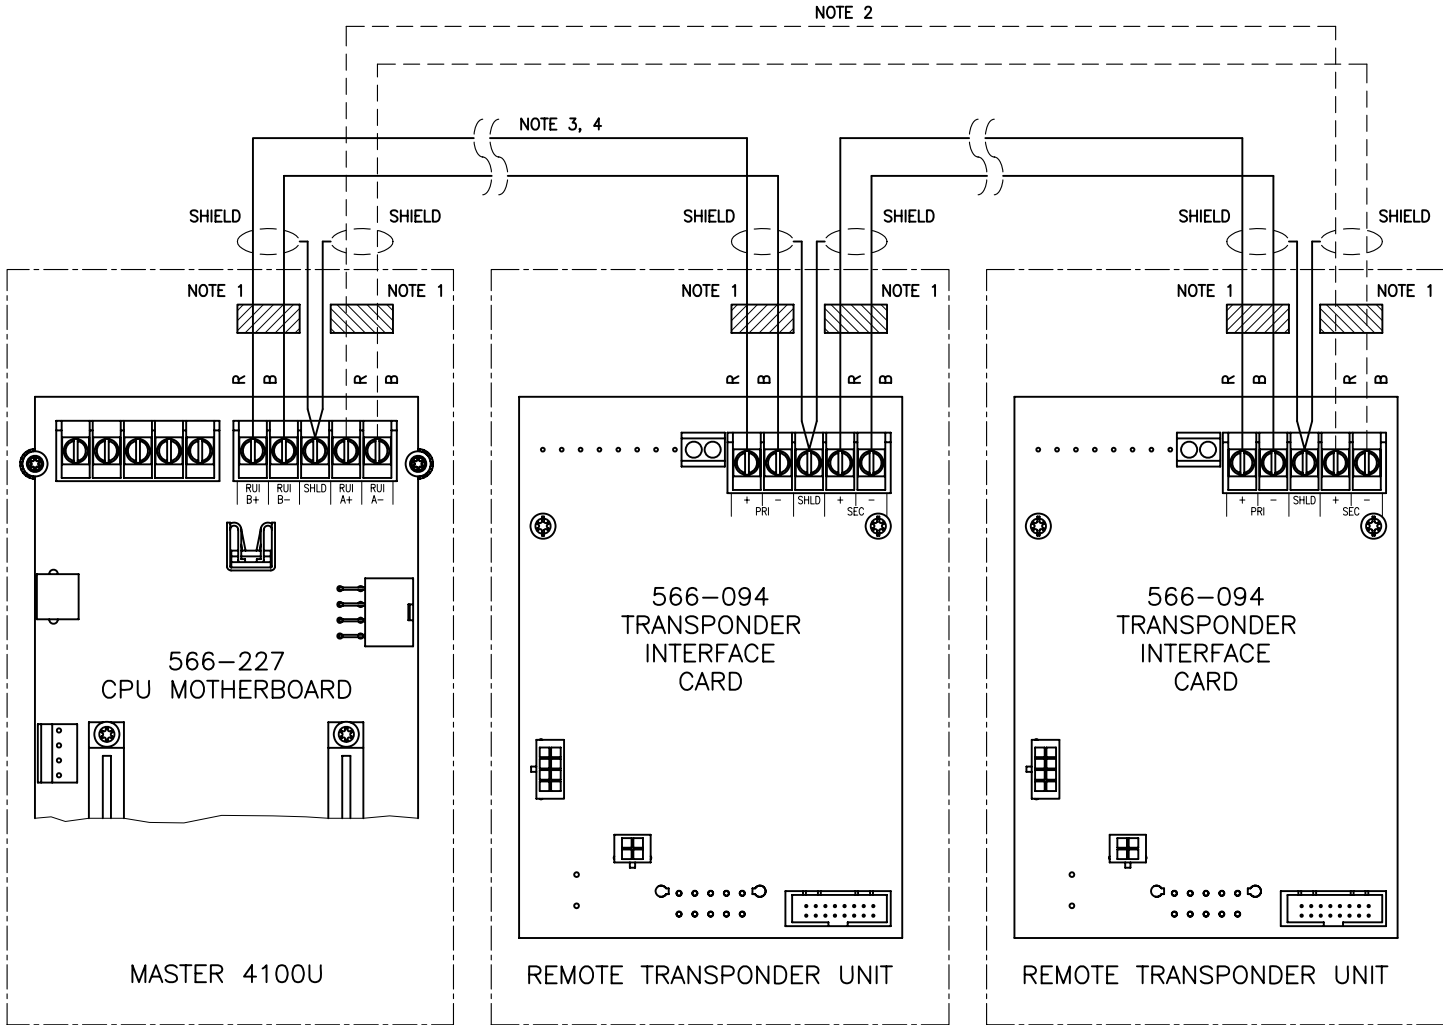 NOTE 2
NOTE 3, 4
SHIELD SHIELD SHIELD SHIELD SHIELD SHIELD
NOTE 1 NOTE 1 NOTE 1 NOTE 1 NOTE 1 NOTE 1
R B R B R B R B R B R B
RUI RUI SHLD RUI RUI
B+ B- A+ A-
+ - SHLD + -
PRI SEC
+ - SHLD + -
PRI SEC
566-227
CPU MOTHERBOARD
566-094
TRANSPONDER
INTERFACE
CARD
566-094
TRANSPONDER
INTERFACE
CARD
MASTER 4100U
REMOTE TRANSPONDER UNIT
REMOTE TRANSPONDER UNIT